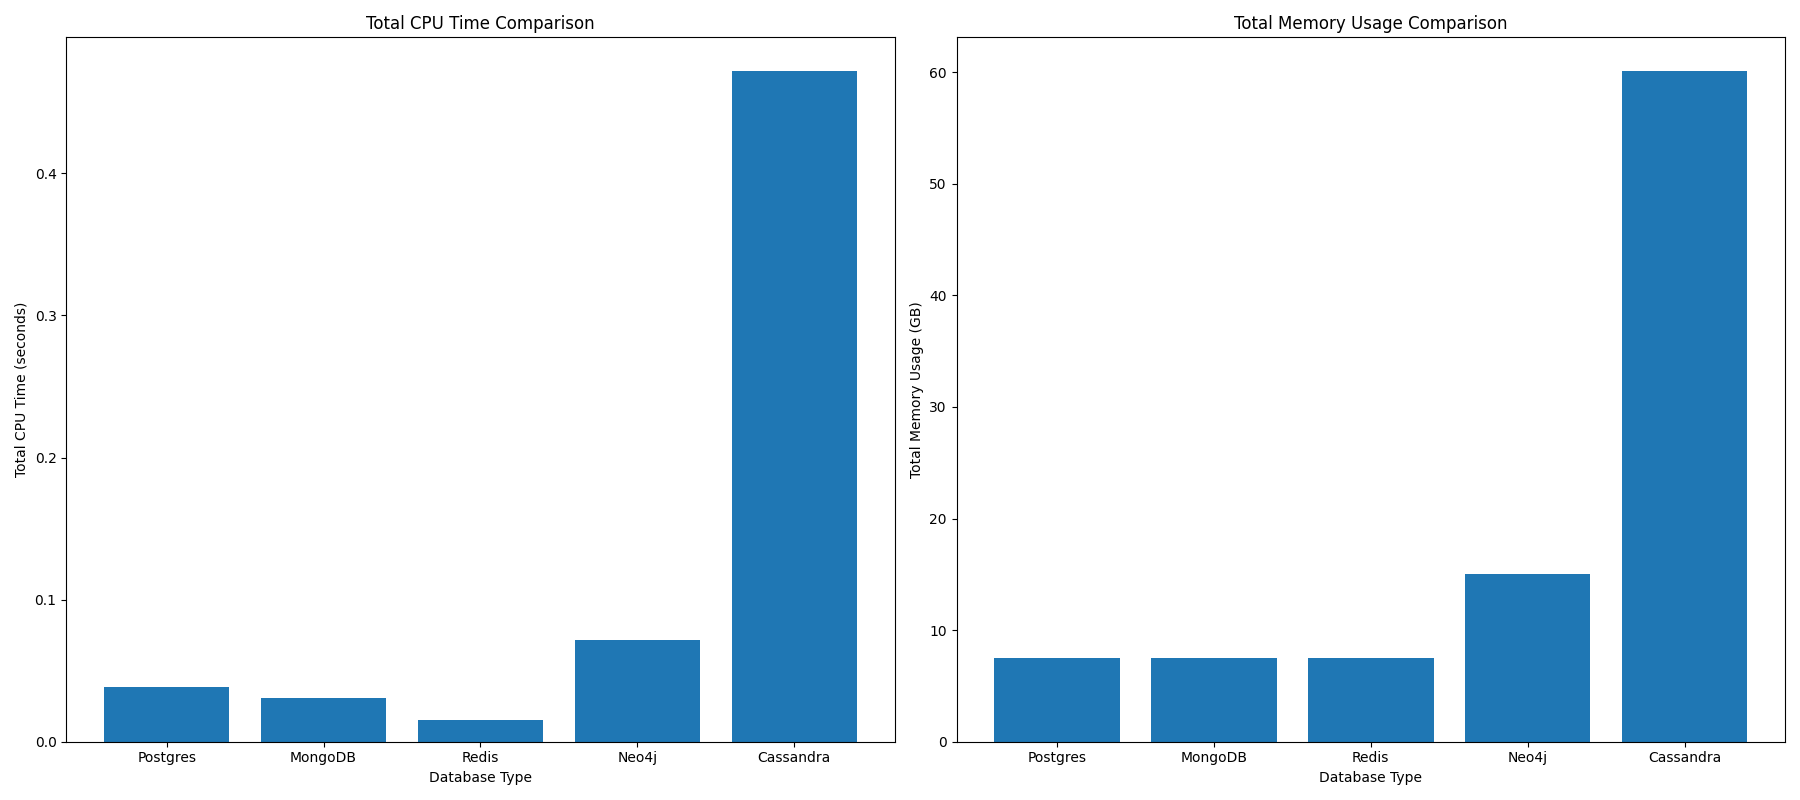 Total CPU Time Comparison
Total CPU Time (seconds)
0.4
0.3
0.2
0.1
0.0
Postgres MongoDB Redis Neo4j Cassandra
Database Type
Total Memory Usage Comparison
Total Memory Usage (GB)
60
50
40
30
20
10
0
Postgres MongoDB Redis Neo4j Cassandra
Database Type